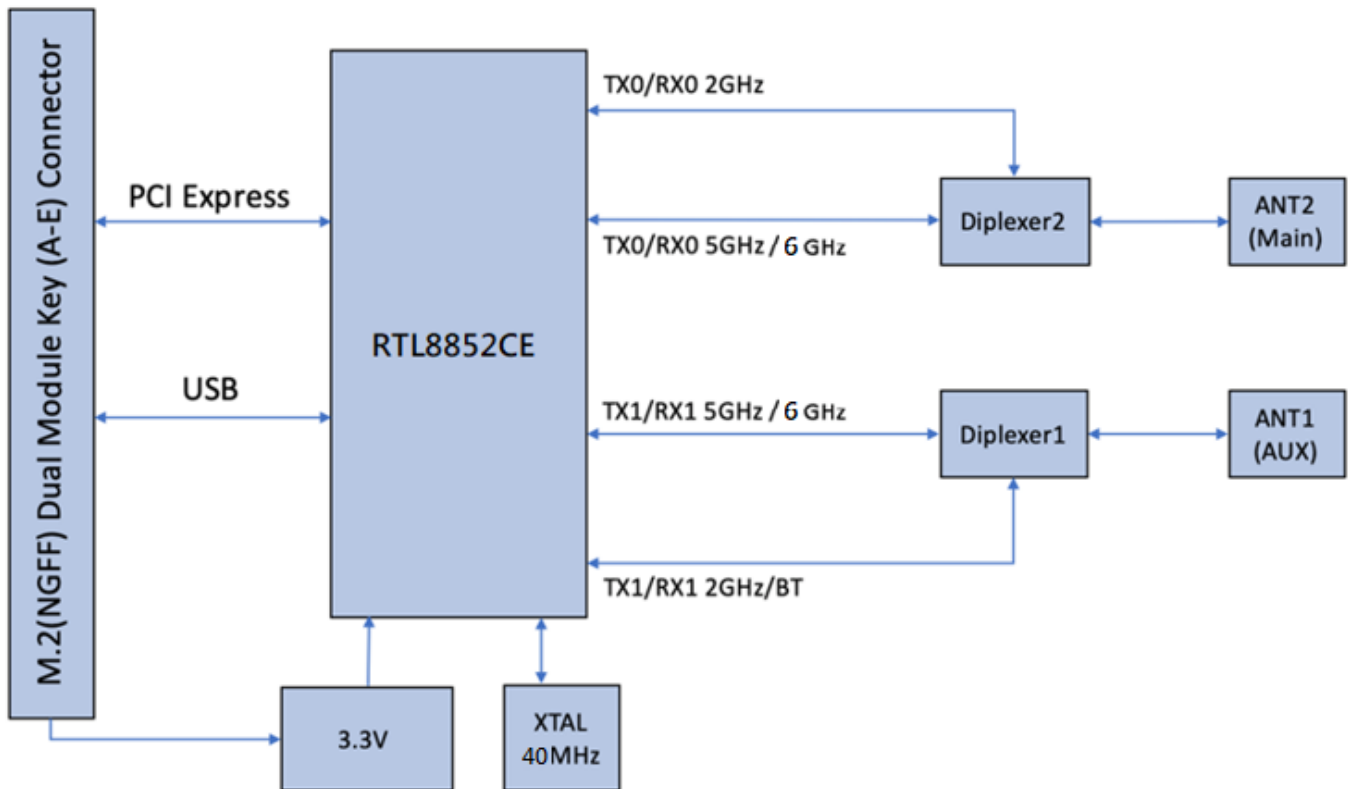 M.2(NGFF) Dual Module Key (A-E) Connector
PCI Express
USB
RTL8852CE
3.3V
XTAL
40MHz
TX0/RX0 2GHz
TX0/RX0 5GHz / 6 GHz
Diplexer2
ANT2
(Main)
TX1/RX1 5GHz / 6 GHz
Diplexer1
ANT1
(AUX)
TX1/RX1 2GHz/BT